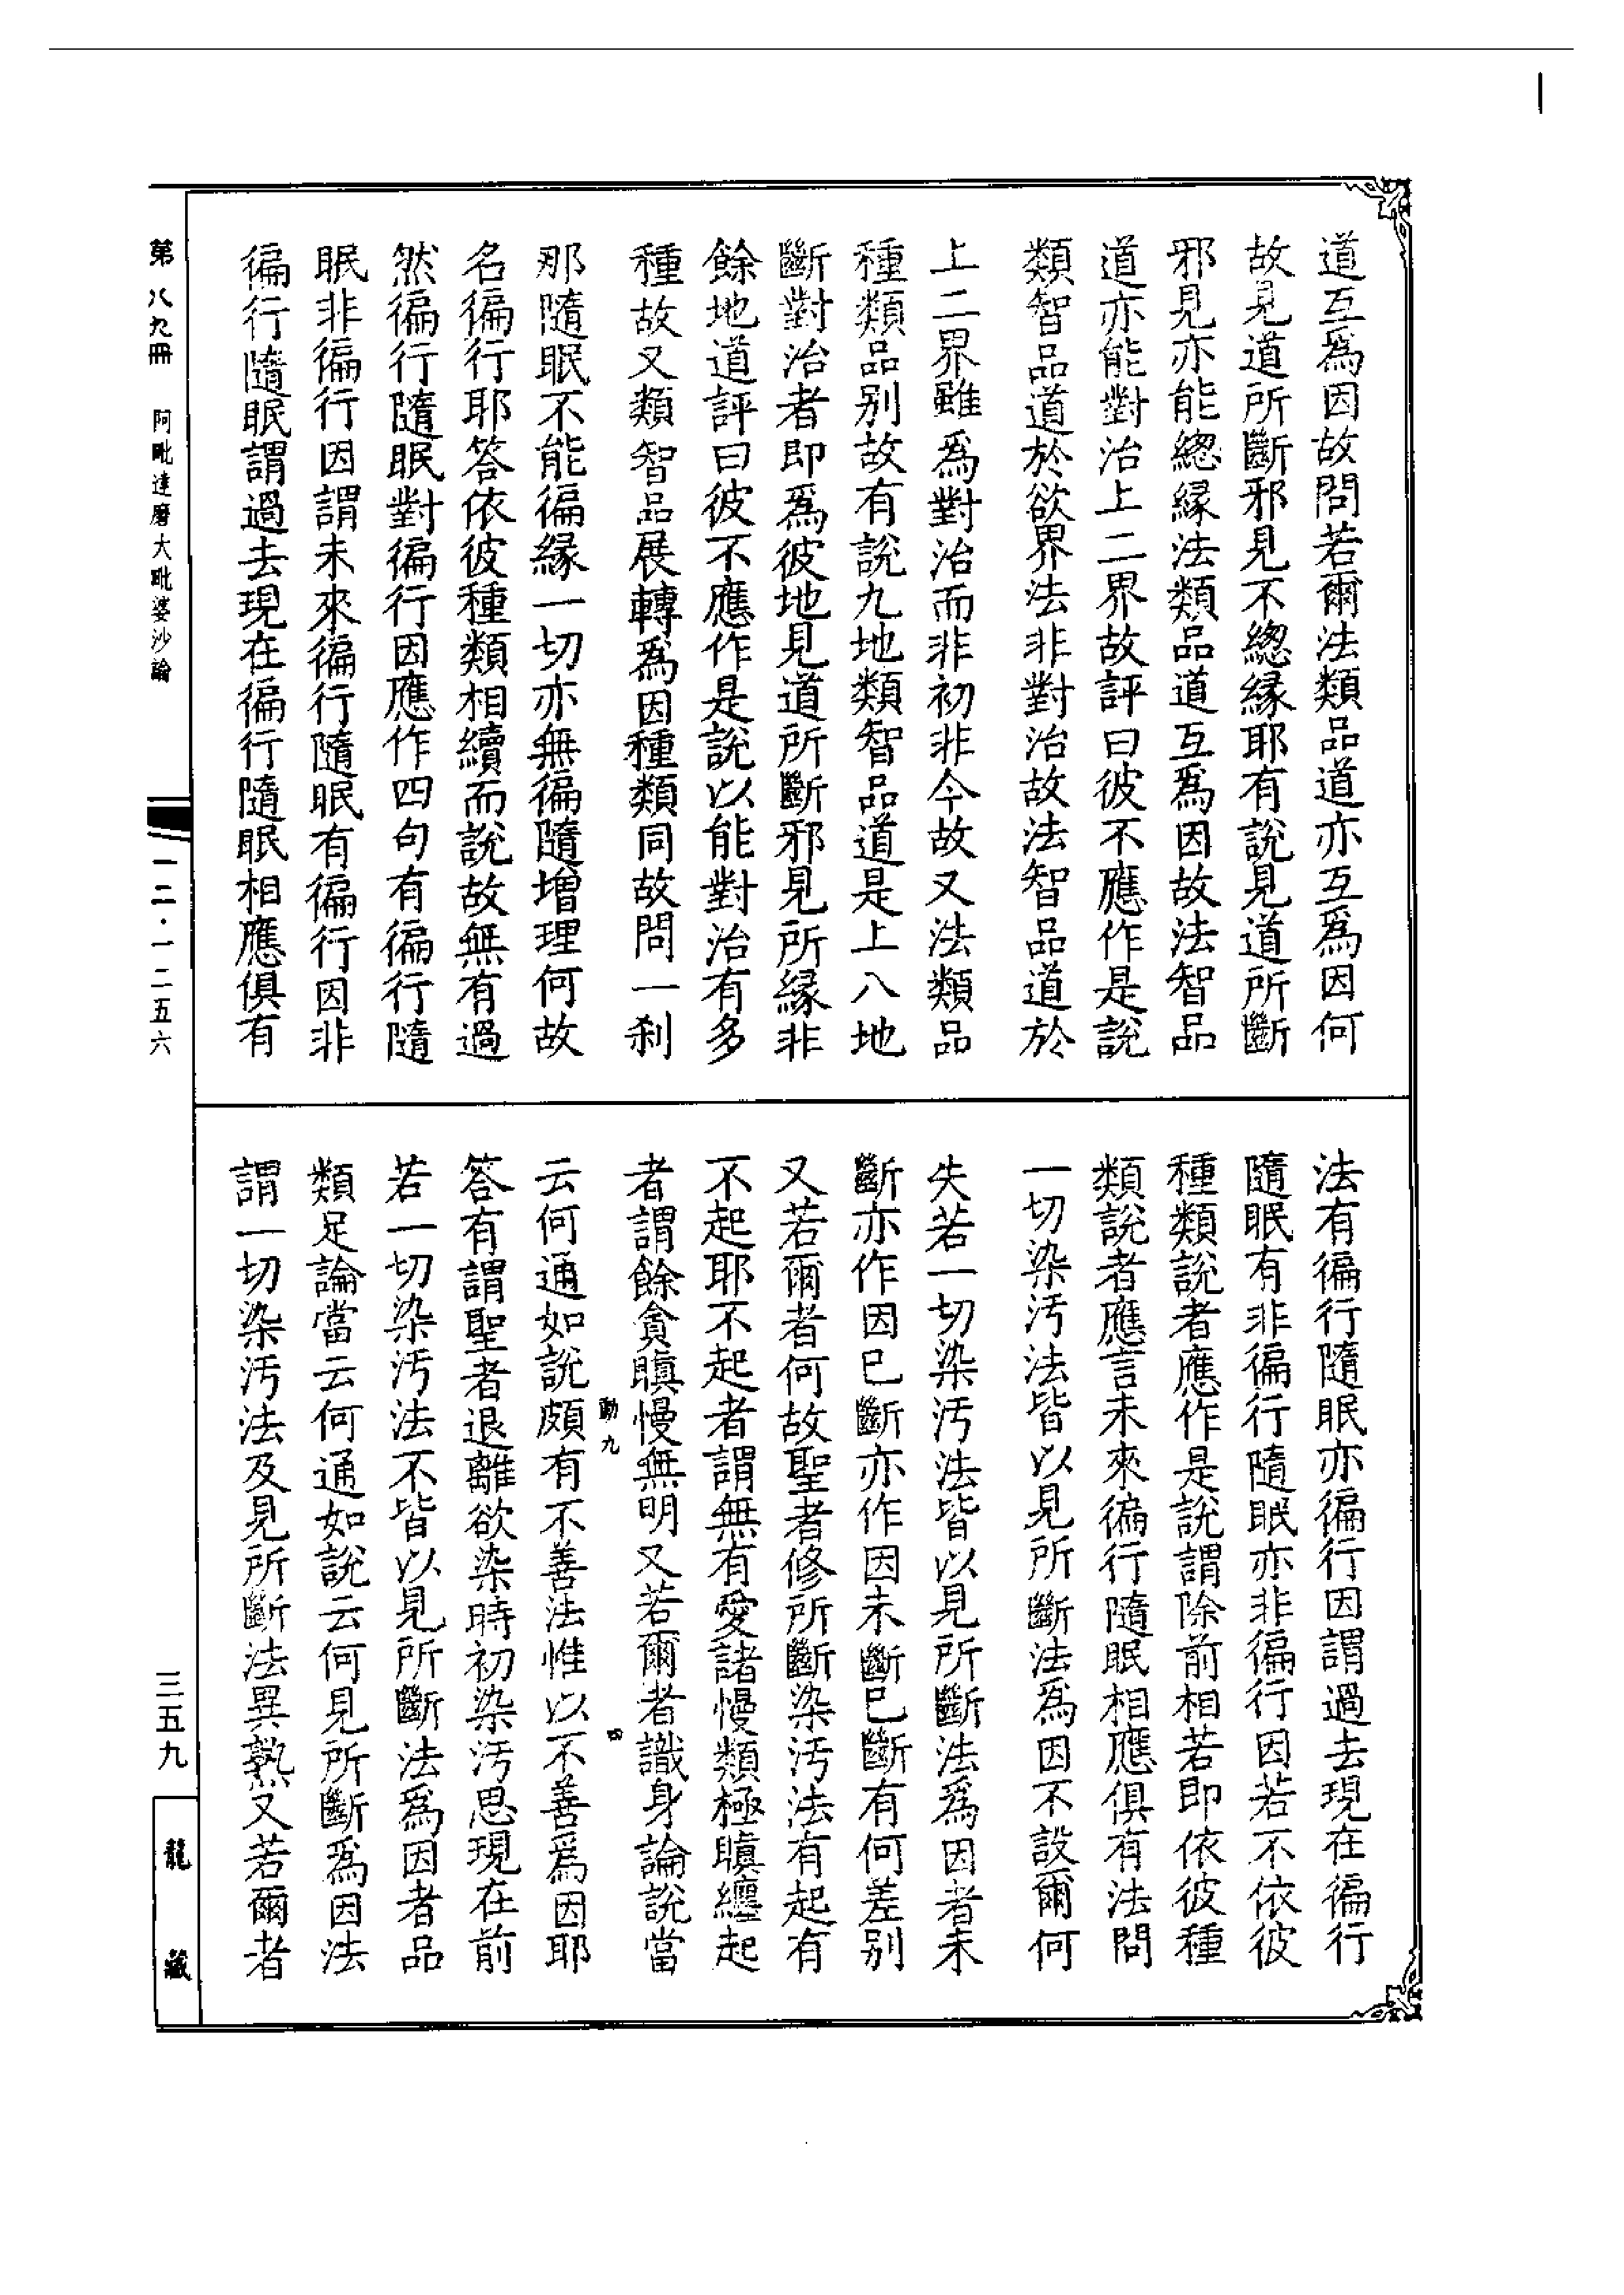 道互為因故問若爾法類品道亦互為因何
故見道所斷邪見不緫緣耶有說見道所斷
邪見亦能緫緣法類品道互為因故法智品
道亦能對治上二界故評曰彼不應作是說
類智品道於欲界法非對治故法智品道於
上二界雖為對治而非初非今故又法類品
種類品别故有說九地類智品道是上八地
斷對治者即為彼地見道所斷邪見所緣非
餘地道評曰彼不應作是說以能對治有多
種故又類智品展轉為因種類同故問一刹
那隨眠不能徧緣一切亦無徧隨增理何故
名徧行耶答依彼種類相續而說故無有過
然徧行隨眠對徧行因應作四句有徧行隨
眠非徧行因謂未來徧行隨眠有徧行因非
徧行隨眠謂過去現在徧行隨眠相應俱有
法有徧行隨眠亦徧行因謂過去現在徧行
隨眠有非徧行隨眠亦非徧行因若不依彼
種類說者應作是說謂除前相若即依彼種
類說者應言未來徧行隨眠相應俱有法問
一切染汚法皆以見所斷法為因不設爾何
失若一切染汚法皆以見所斷法為因者未
斷亦作因巳斷亦作因未斷巳斷有何差别
又若爾者何故聖者修所斷染汚法有起有
不起耶不起者謂無有愛諸慢類極瞋纏起
者謂餘貪瞋慢無明又若爾者識身論說當
云何通如說頗有不善法惟以不善為因耶
答有謂聖者退離欲染時初染汚思現在前
若一切染汚法不皆以見所斷法為因者品
類足論當云何通如說云何見所斷為因法
謂一切染汚法及見所斷法異熟又若爾者
動九
四
第八九冊　阿毗達磨大毗婆沙論
一二·一二五六
三五九
龍藏